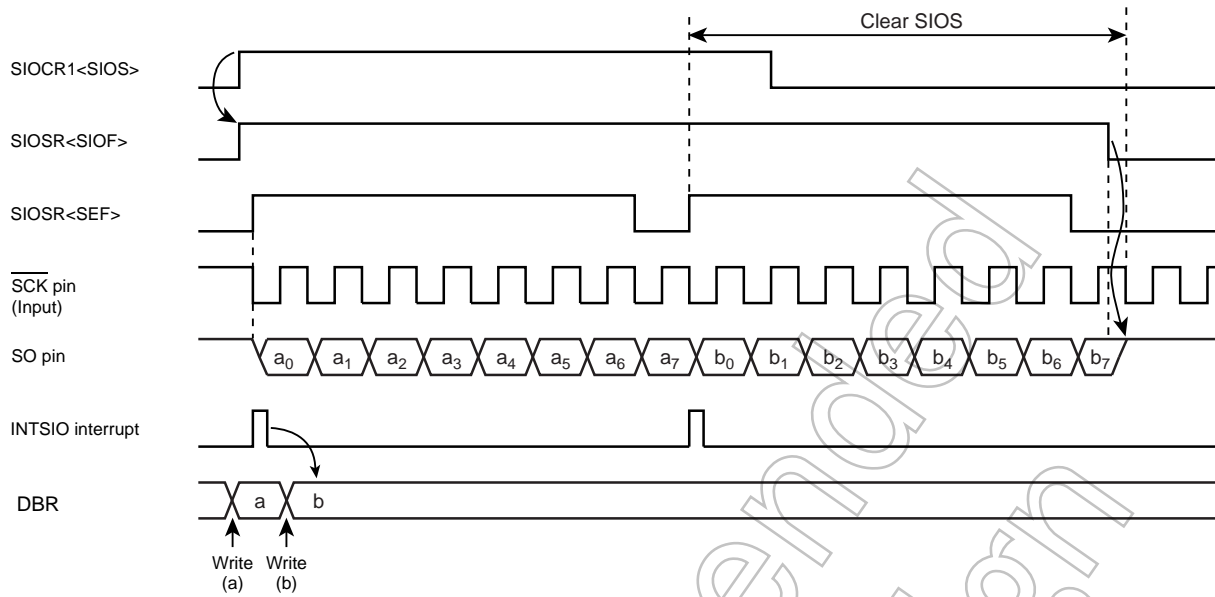 Clear SIOS
SIOCR1<SIOS>
SIOSR<SIOF>
SIOSR<SEF>
SCK pin
(Input)
SO pin
a0 a1 a2 a3 a4 a5 a6 a7 b0 b1 b2 b3 b4 b5 b6 b7
INTSIO interrupt
DBR
a b
Write
(a)
Write
(b)
ended